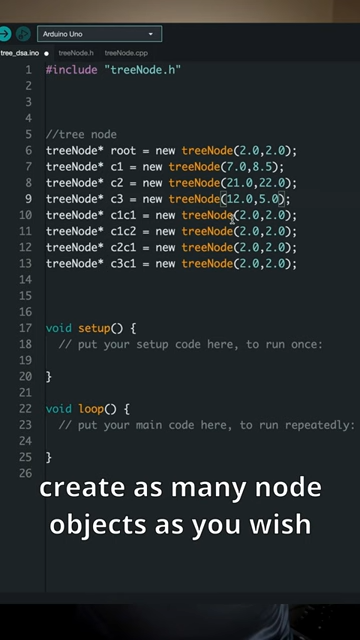 Arduino Uno
tree_dsa.ino treeNode.h treeNode.cpp
1 #include "treeNode.h"
2
3
4
5 //tree node
6 treeNode* root = new treeNode(2.0,2.0);
7 treeNode* c1 = new treeNode(7.0,8.5);
8 treeNode* c2 = new treeNode(21.0,22.0);
9 treeNode* c3 = new treeNode(12.0,5.0);
10 treeNode* c1c1 = new treeNode(2.0,2.0);
11 treeNode* c1c2 = new treeNode(2.0,2.0);
12 treeNode* c2c1 = new treeNode(2.0,2.0);
13 treeNode* c3c1 = new treeNode(2.0,2.0);
14
15
16
17 void setup() {
18 // put your setup code here, to run once:
19
20 }
21
22 void loop() {
23 // put your main code here, to run repeatedly:
24
25 }
26
create as many node
objects as you wish